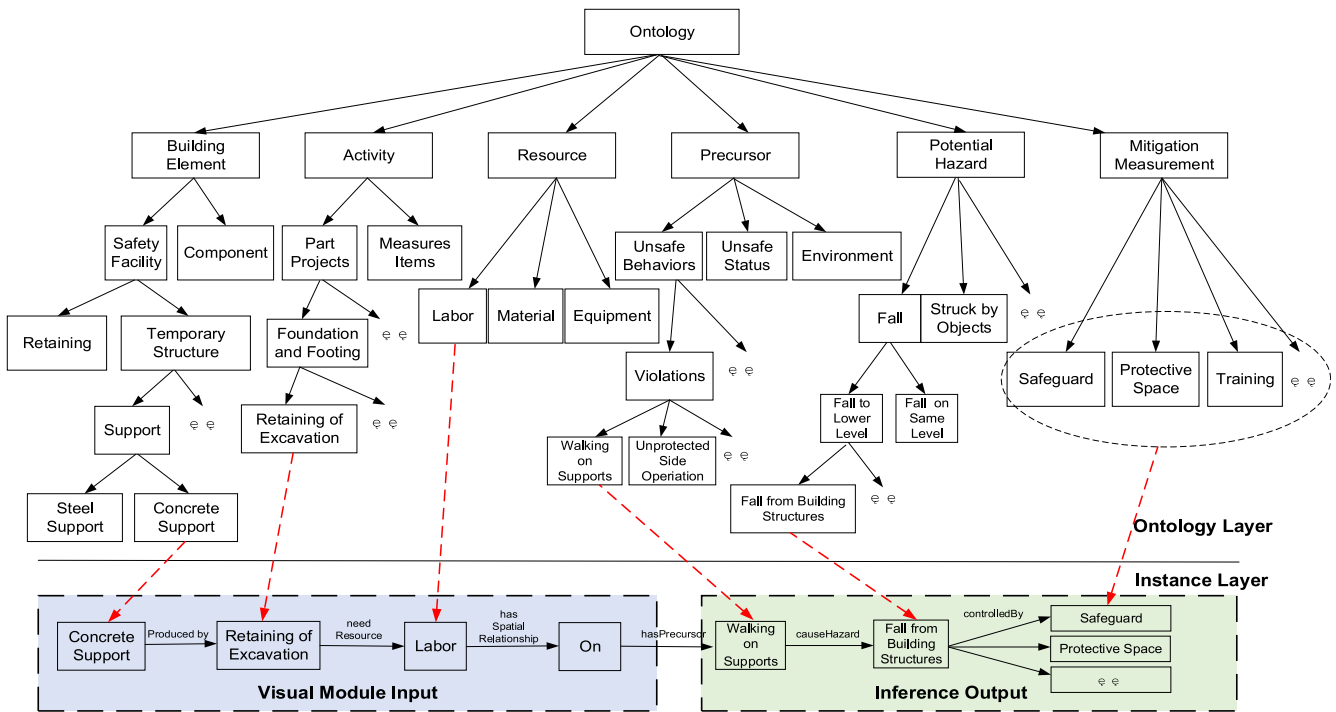 Ontology
Building
Element
Activity
Resource
Precursor
Potential
Hazard
Mitigation
Measurement
Safety
Facility
Component
Part
Projects
Measures
Items
Unsafe
Behaviors
Unsafe
Status
Environment
Retaining
Temporary
Structure
Foundation
and Footing
Labor
Material
Equipment
Fall
Struck by
Objects
Violations
Safeguard
Protective
Space
Training
Support
Retaining of
Excavation
Walking
on
Supports
Unprotected
Side
Operiation
Fall to
Lower
Level
Fall on
Same
Level
Steel
Support
Concrete
Support
Fall from Building
Structures
Ontology Layer
Instance Layer
Concrete
Support
Produced by
Retaining of
Excavation
need
Resource
Labor
has
Spatial
Relationship
On
hasPrecursor
Walking
on
Supports
causeHazard
Fall from
Building
Structures
controlledBy
Safeguard
Protective Space
Visual Module Input
Inference Output